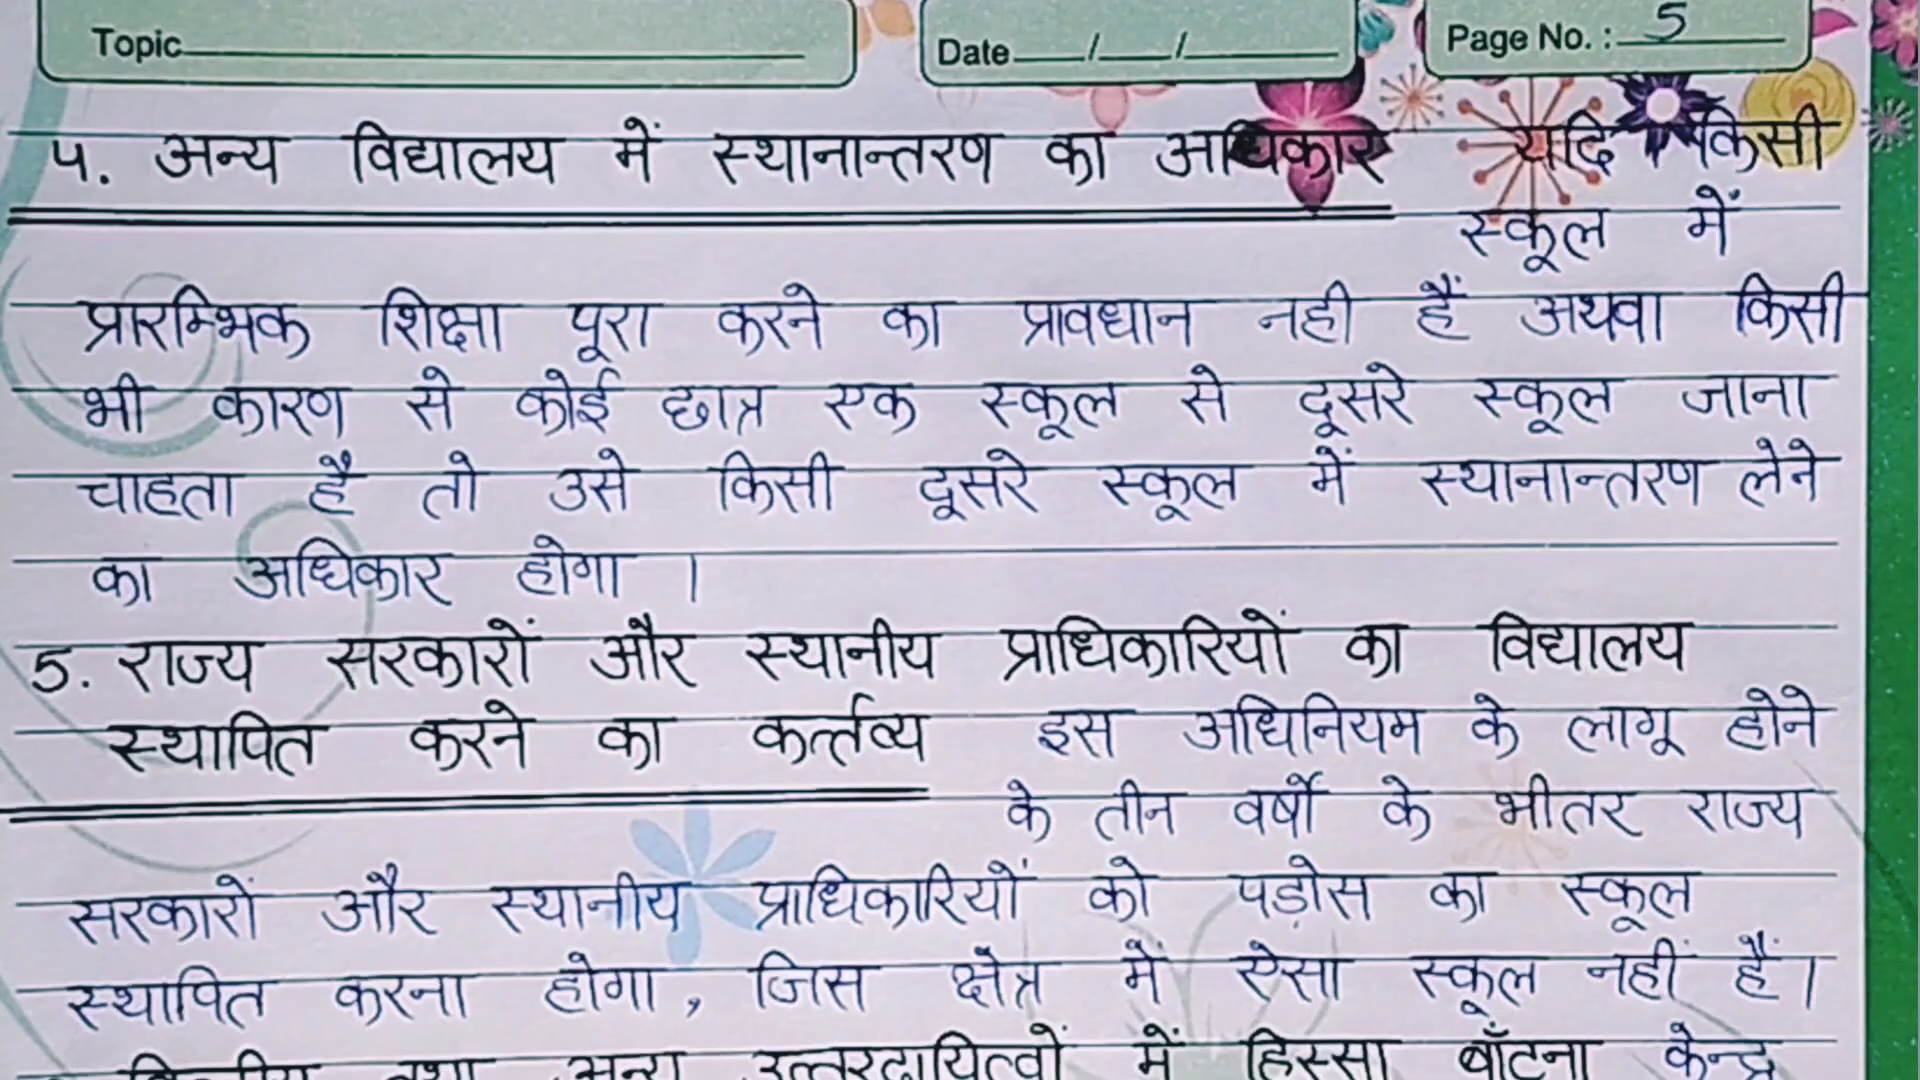 Topic Date / / Page No. : 5
4. अन्य विद्यालय में स्थानान्तरण का अधिकार यदि किसी
स्कूल में
प्रारम्भिक शिक्षा पूरा करने का प्रावधान नही हैं अथवा किसी
भी कारण से कोई छात्र एक स्कूल से दूसरे स्कूल जाना
चाहता है तो उसे किसी दूसरे स्कूल में स्थानान्तरण लेने
का अधिकार होगा ।
5. राज्य सरकारों और स्थानीय प्राधिकारियों का विद्यालय
स्थापित करने का कर्त्तव्य इस अधिनियम के लागू होने
के तीन वर्षों के भीतर राज्य
सरकारों और स्थानीय प्राधिकारियों को पड़ोस का स्कूल
स्थापित करना होगा, जिस क्षेत्र में ऐसा स्कूल नहीं हैं।
तथा अन्य उत्तरदायित्वों में हिस्सा बाँटना केन्द्र